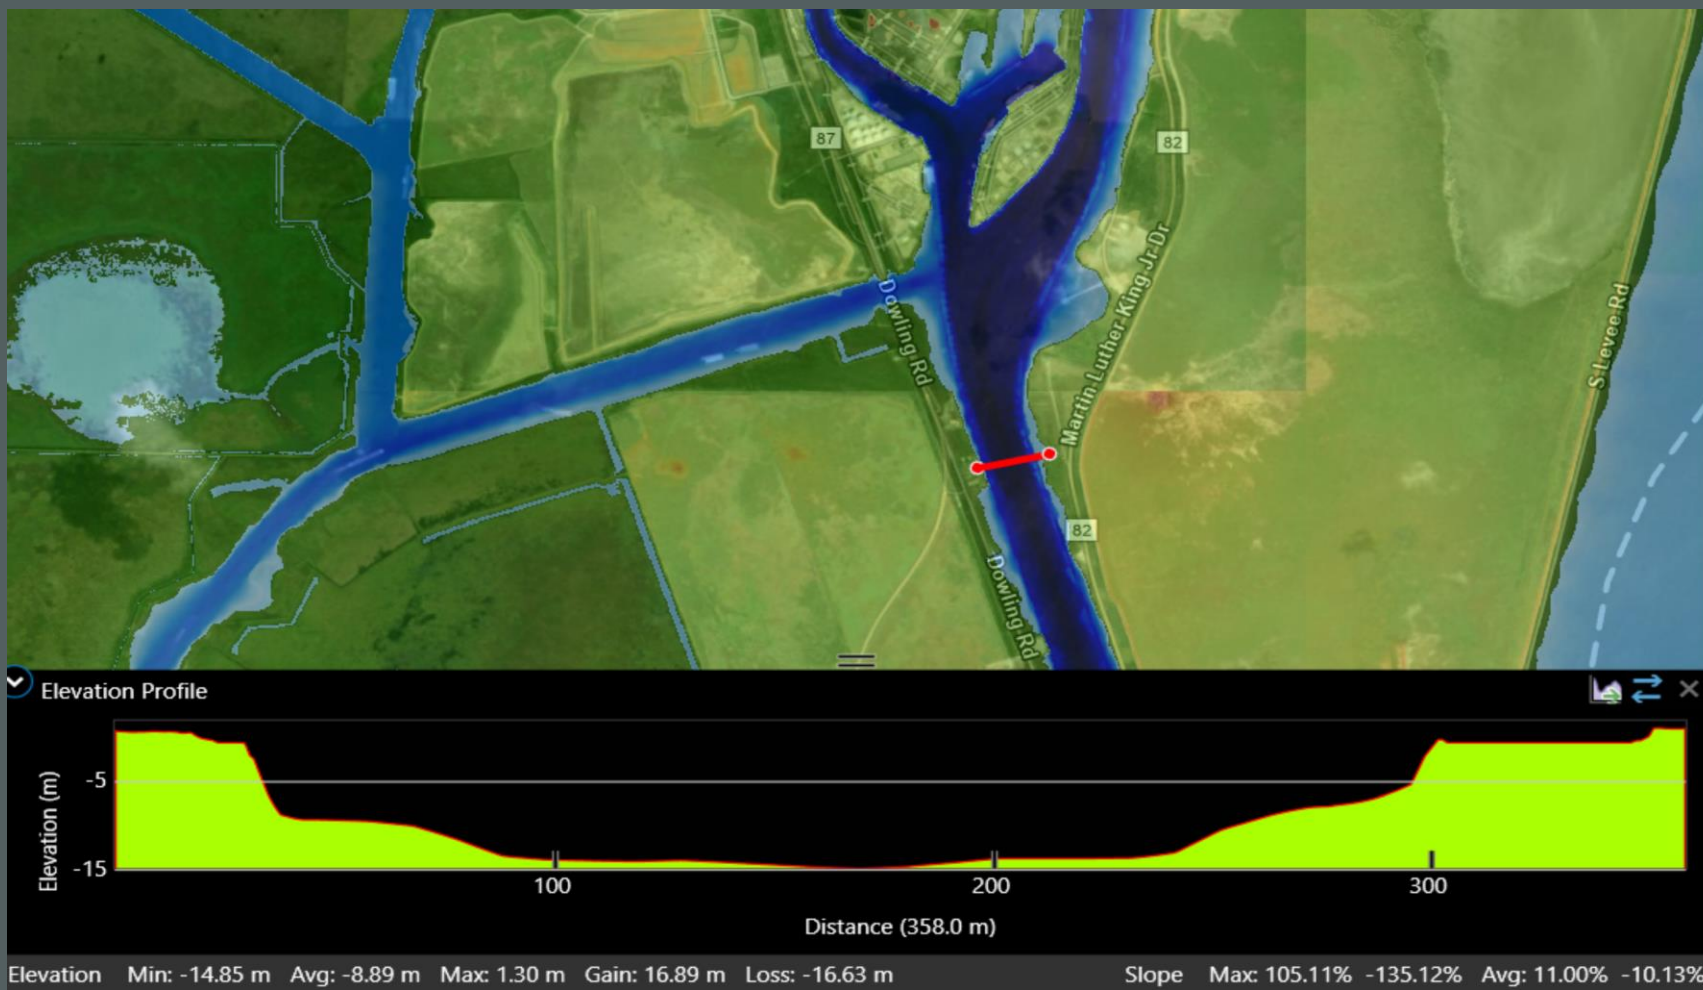 87
82
Dowling Rd
Martin Luther King Jr Dr
S Levee Rd
82
Dowling Rd
Elevation Profile
Elevation (m)
-5
-15
100
200
300
Distance (358.0 m)
Elevation Min: -14.85 m Avg: -8.89 m Max: 1.30 m Gain: 16.89 m Loss: -16.63 m Slope Max: 105.11% -135.12% Avg: 11.00% -10.13%